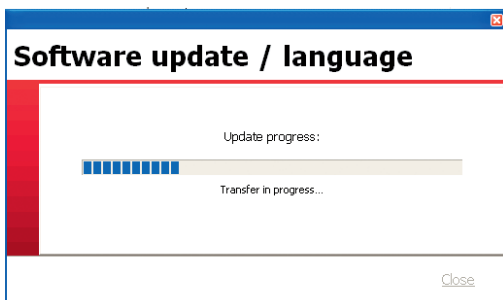 Software update / language
Update progress:
Transfer in progress...
Close